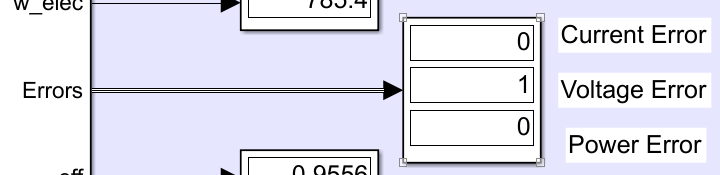 w_elec
785.4
0
Current Error
Errors
1
Voltage Error
0
Power Error
eff
0.9556